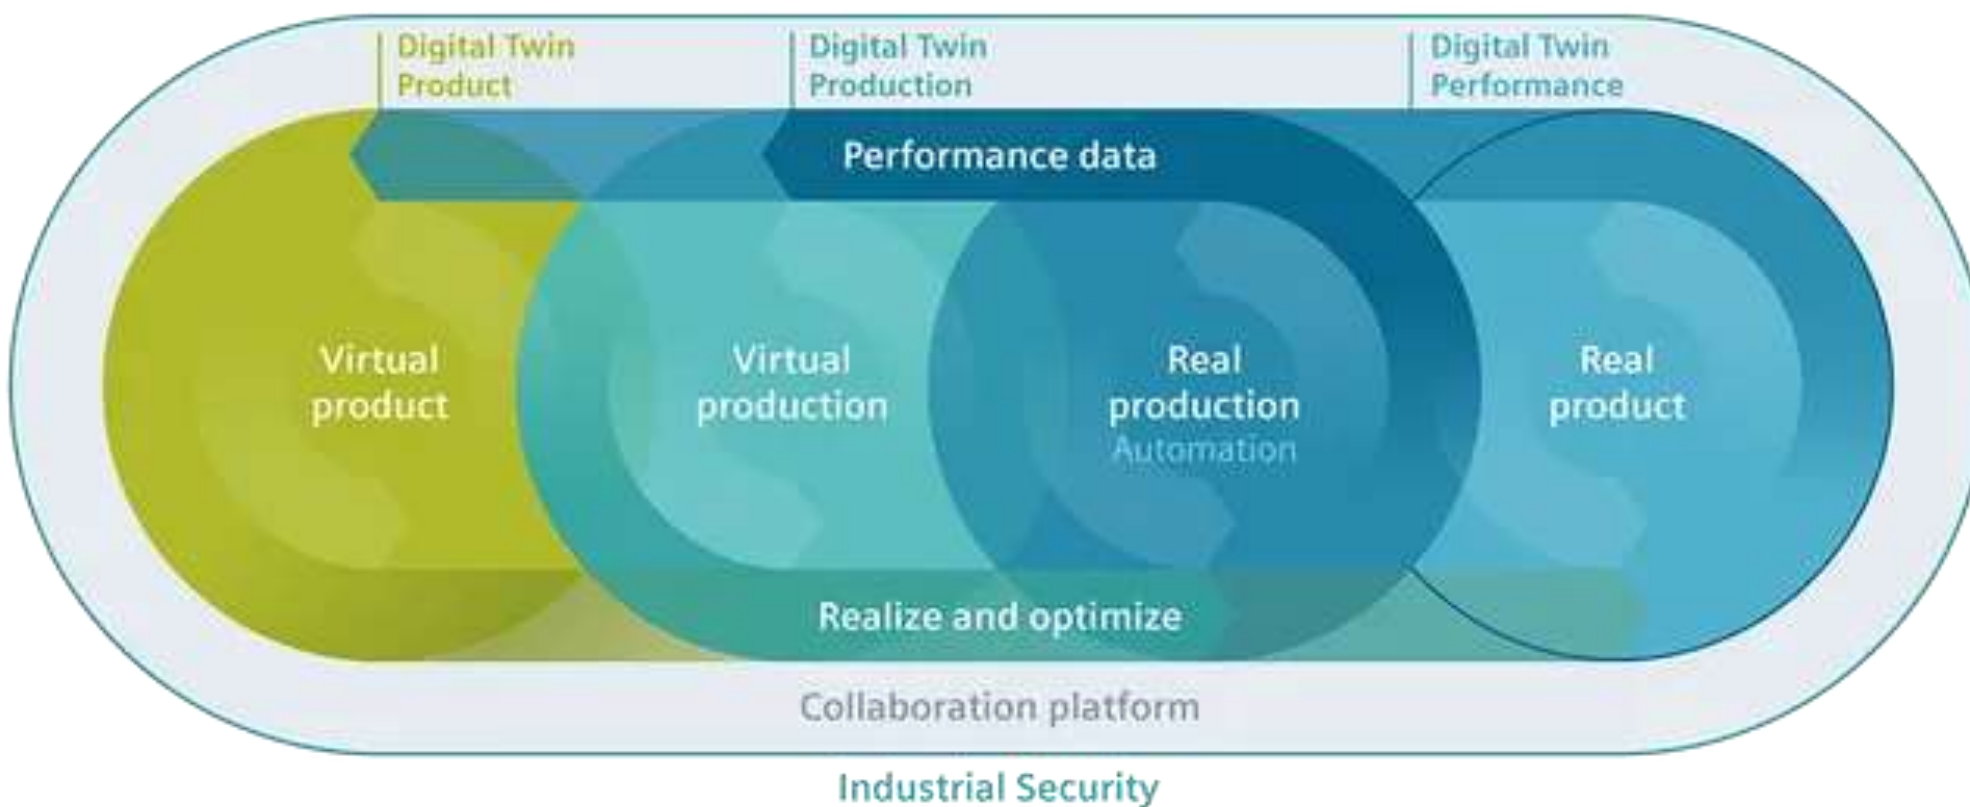 Digital Twin
Product
Digital Twin
Production
Digital Twin
Performance
Performance data
Virtual
product
Virtual
production
Real
production
Automation
Real
product
Realize and optimize
Collaboration platform
Industrial Security